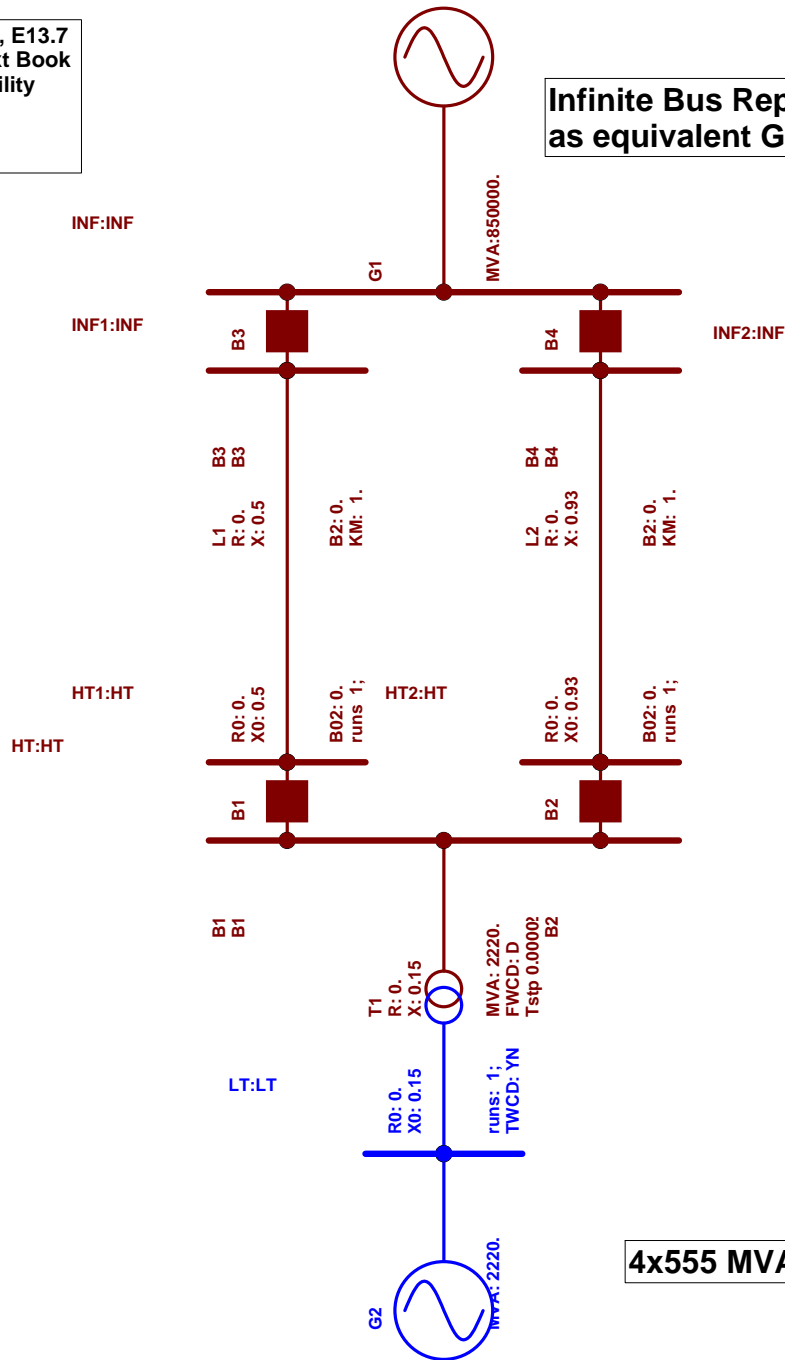 , E13.7
xt Book
ility
Infinite Bus Rep
as equivalent G
INF:INF
G1
MVA:850000.
INF1:INF
B3
B4
INF2:INF
B3
B3
B4
B4
L1
R: 0.
X: 0.5
B2: 0.
KM: 1.
L2
R: 0.
X: 0.93
B2: 0.
KM: 1.
HT1:HT
R0: 0.
X0: 0.5
B02: 0.
runs 1;
HT2:HT
R0: 0.
X0: 0.93
B02: 0.
runs 1;
HT:HT
B1
B2
B1
B1
B2
T1
R: 0.
X: 0.15
MVA: 2220.
FWCD: D
Tstp 0.0000
LT:LT
R0: 0.
X0: 0.15
runs: 1;
TWCD: YN
G2
MVA: 2220.
4x555 MVA